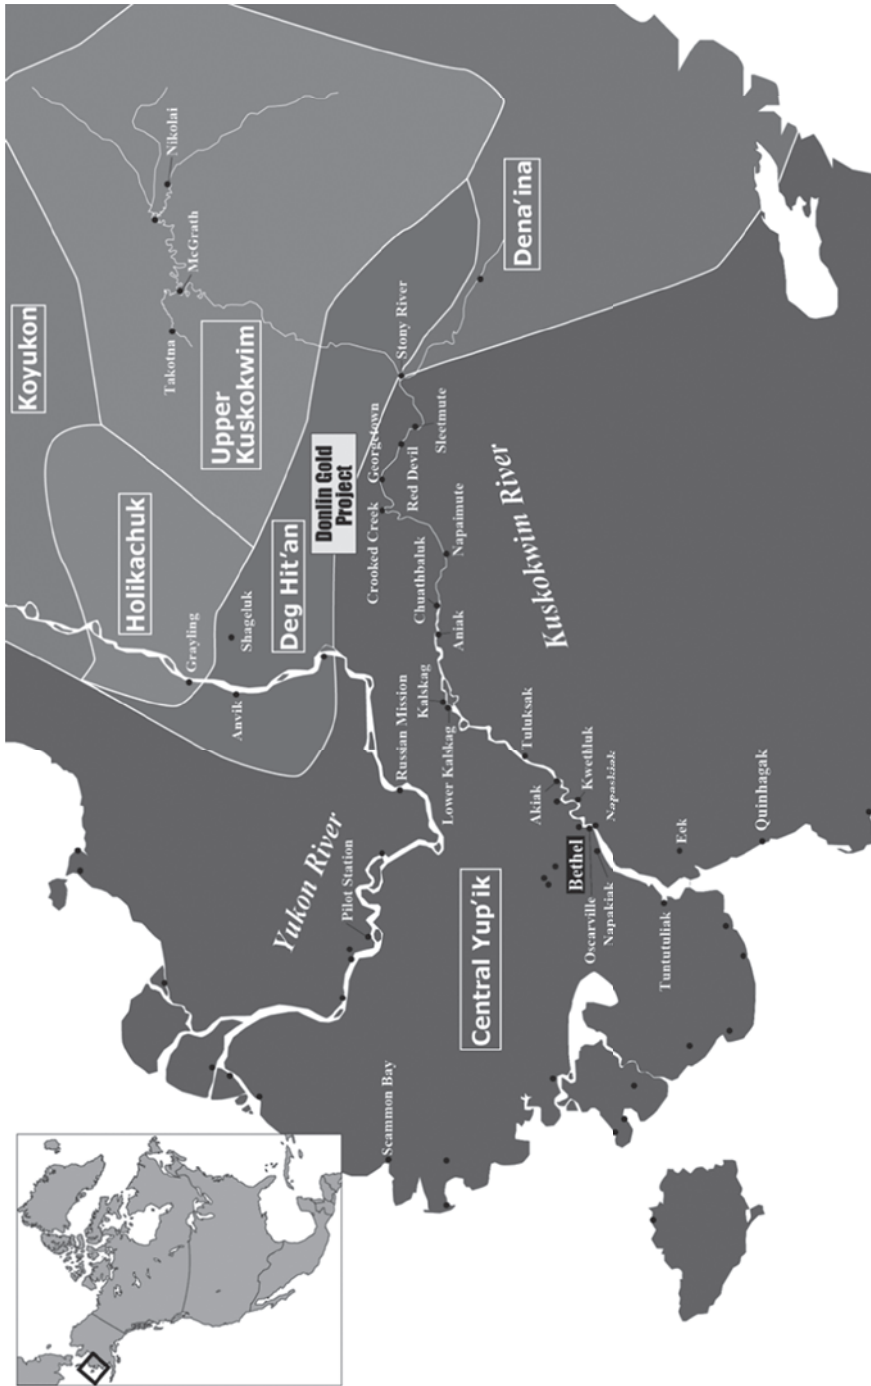 Koyukon
Nikolai
McGrath
Takotna
Upper
Kuskokwim
Holikachuk
Grayling
Shageluk
Anvik
Deg Hit'an
Donlin Gold
Project
Dena'ina
Stony River
Sleetmute
Red Devil
Georgetown
Crooked Creek
Napaimute
Chuathbaluk
Aniak
Kuskokwim River
Kalskag
Lower Kalskag
Russian Mission
Yukon River
Pilot Station
Tuluksak
Akiak
Kwethluk
Napaskiak
Bethel
Oscarville
Napakiak
Eek
Quinhagak
Tuntutuliak
Central Yup'ik
Scammon Bay